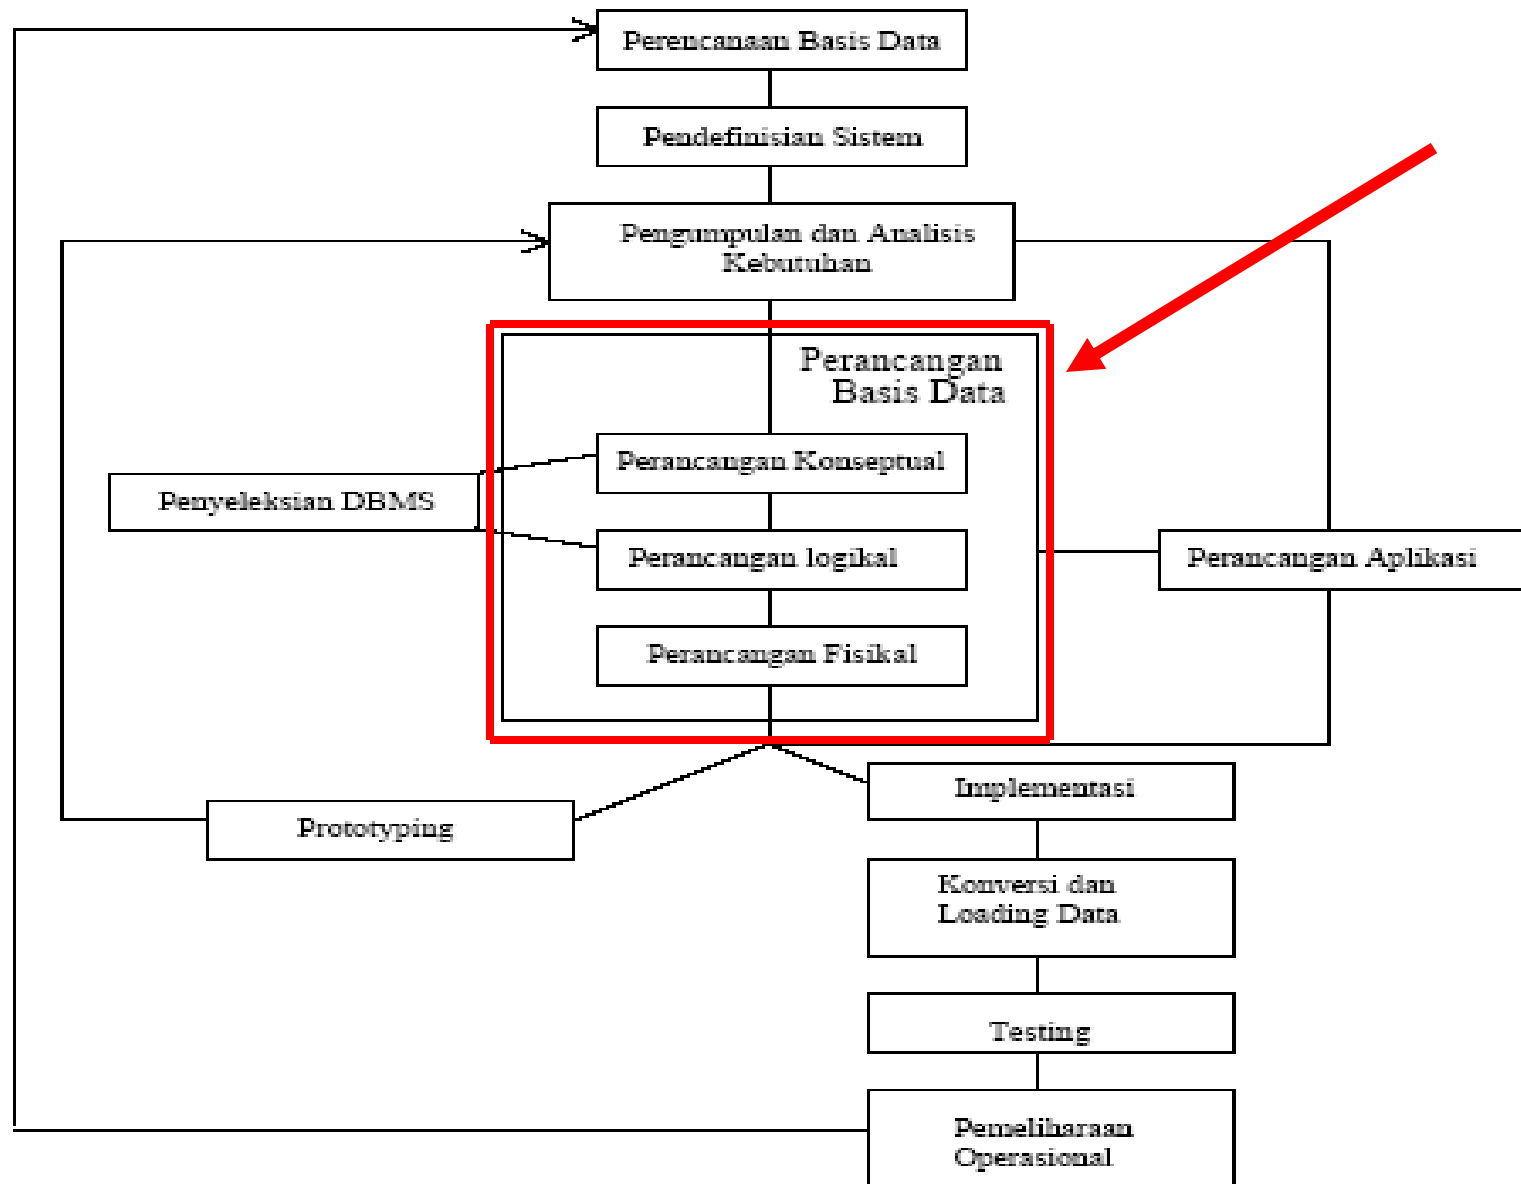 Perencanaan Basis Data
Pendefinisian Sistem
Pengumpulan dan Analisis
Kebutuhan
Perancangan
Basis Data
Perancangan Konseptual
Penyeleksian DBMS
Perancangan logikal
Perancangan Aplikasi
Perancangan Fisikal
Implementasi
Prototyping
Konversi dan
Loading Data
Testing
Pemeliharaan
Operasional